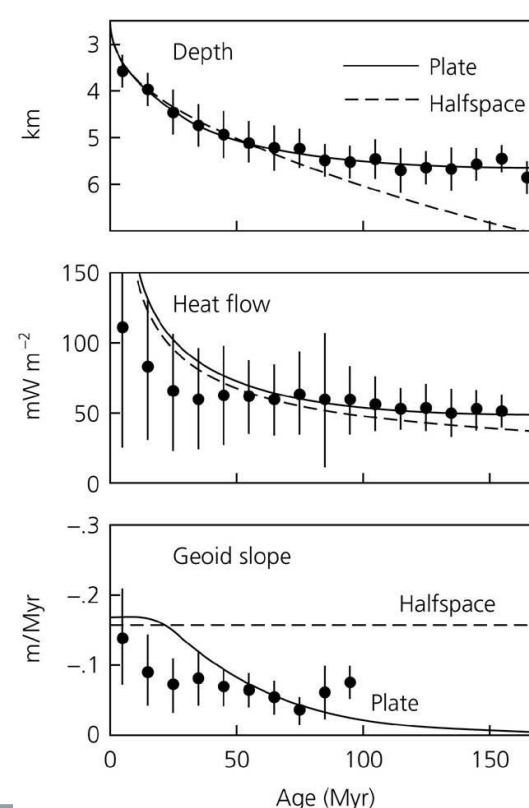 3
4
5
6
km
Depth
Plate
Halfspace
150
100
50
0
mW m⁻²
Heat flow
–.3
–.2
–.1
0
m/Myr
Geoid slope
Halfspace
Plate
0
50
100
150
Age (Myr)